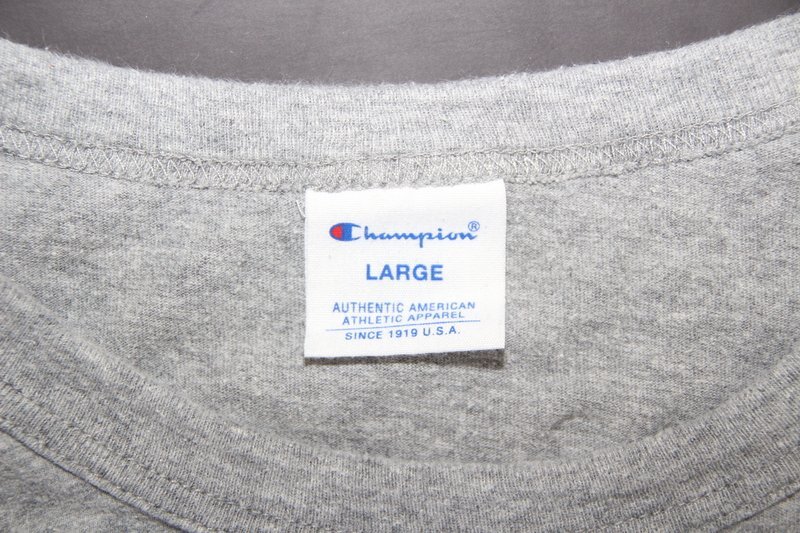 Champion®
LARGE
AUTHENTIC AMERICAN
ATHLETIC APPAREL
SINCE 1919 U.S.A.